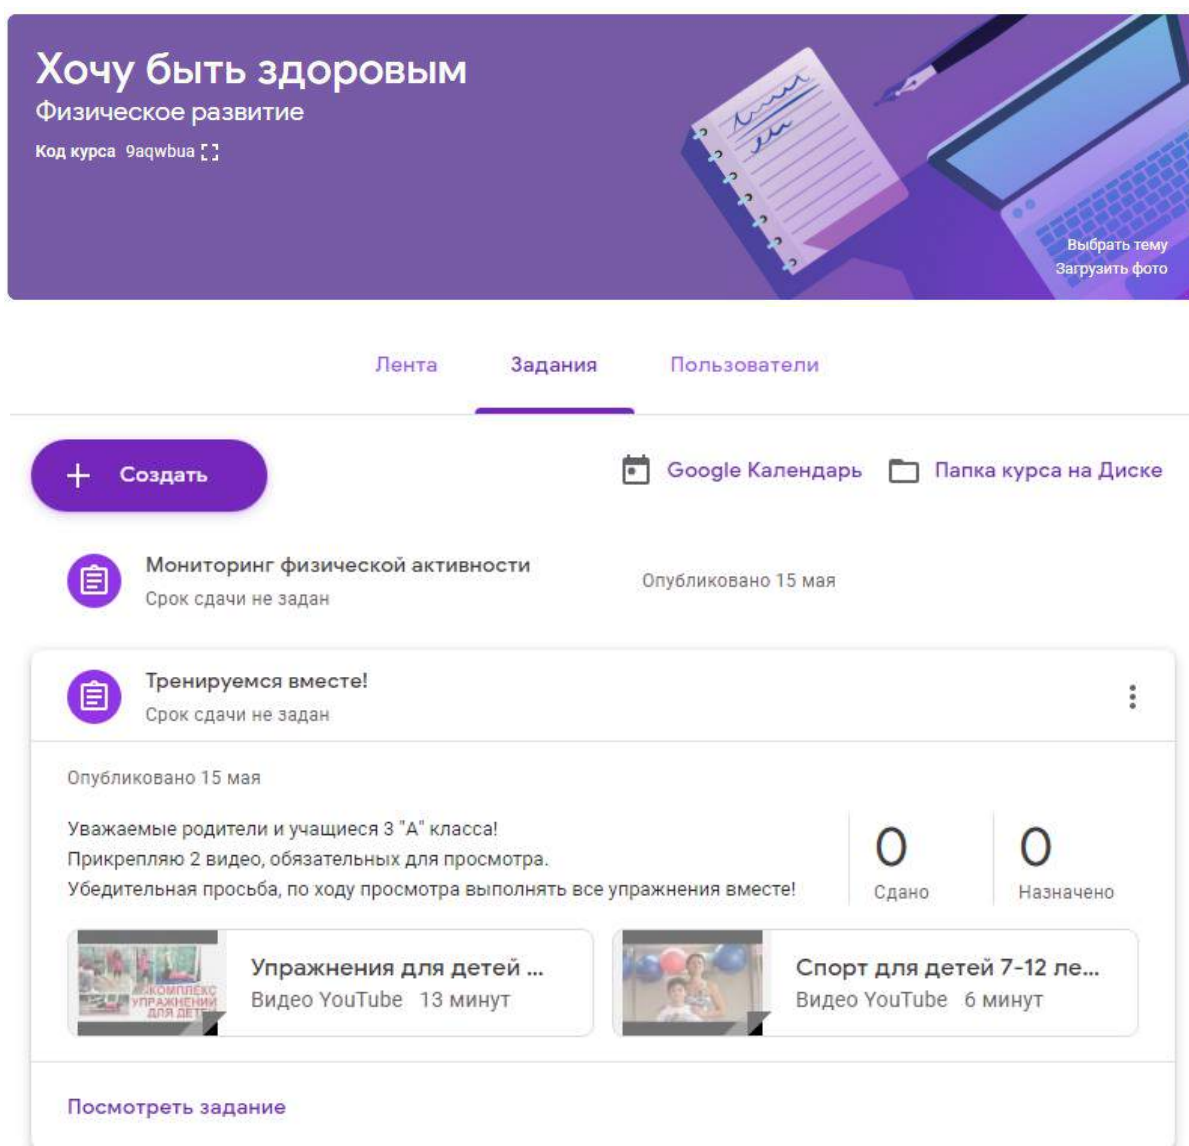 Хочу быть здоровым
Физическое развитие
Код курса 9aqwbua
Выбрать тему
Загрузить фото
Лента Задания Пользователи
Создать
Google Календарь Папка курса на Диске
Мониторинг физической активности
Срок сдачи не задан
Опубликовано 15 мая
Тренируемся вместе!
Срок сдачи не задан
Опубликовано 15 мая
Уважаемые родители и учащиеся 3 "А" класса!
Прикрепляю 2 видео, обязательных для просмотра.
Убедительная просьба, по ходу просмотра выполнять все упражнения вместе!
0 0
Сдано Назначено
КОМПЛЕКС
УПРАЖНЕНИЙ
ДЛЯ ДЕТЕ
Упражнения для детей ...
Видео YouTube 13 минут
Спорт для детей 7-12 ле...
Видео YouTube 6 минут
Посмотреть задание